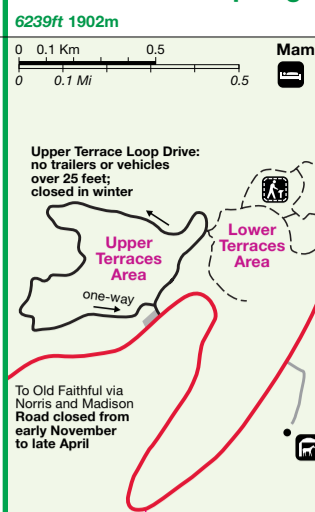 6239ft 1902m
0 0.1 Km 0.5
0 0.1 Mi 0.5
Mam
Upper Terrace Loop Drive:
no trailers or vehicles
over 25 feet;
closed in winter
Upper
Terraces
Area
Lower
Terraces
Area
one-way
To Old Faithful via
Norris and Madison
Road closed from
early November
to late April